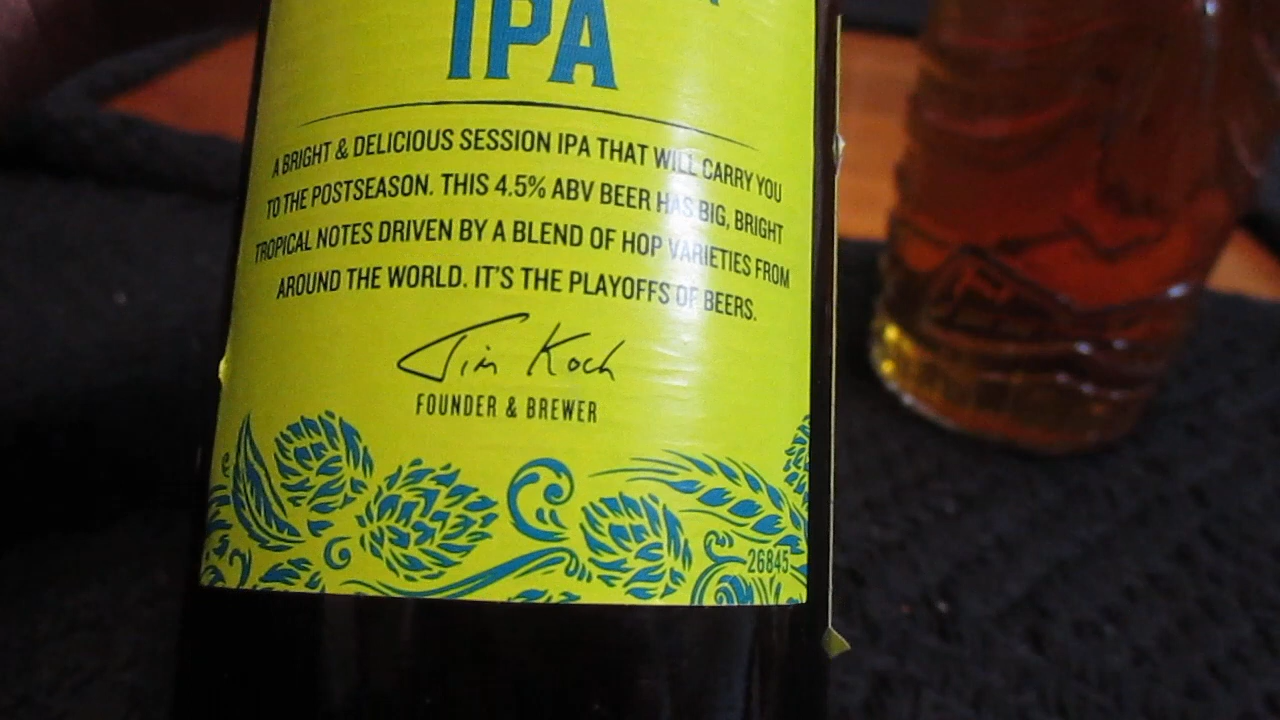 IPA
A BRIGHT & DELICIOUS SESSION IPA THAT WILL CARRY YOU
TO THE POSTSEASON. THIS 4.5% ABV BEER HAS BIG, BRIGHT
TROPICAL NOTES DRIVEN BY A BLEND OF HOP VARIETIES FROM
AROUND THE WORLD. IT'S THE PLAYOFFS OF BEERS.
Jim Koch
FOUNDER & BREWER
26845